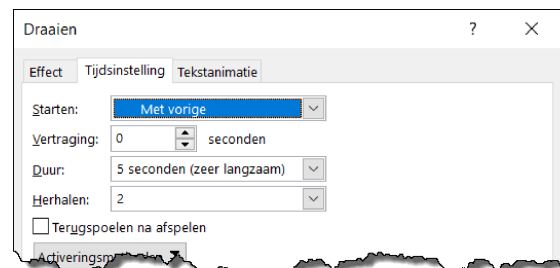 Draaien ?
Effect Tijdsinstelling Tekstanimatie
Starten: Met vorige
Vertraging: 0 seconden
Duur: 5 seconden (zeer langzaam)
Herhalen: 2
Terugspoelen na afspelen